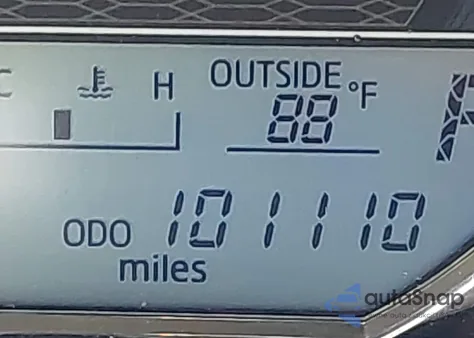 C H OUTSIDE
88 °F
ODO 101110
miles
autoSnap